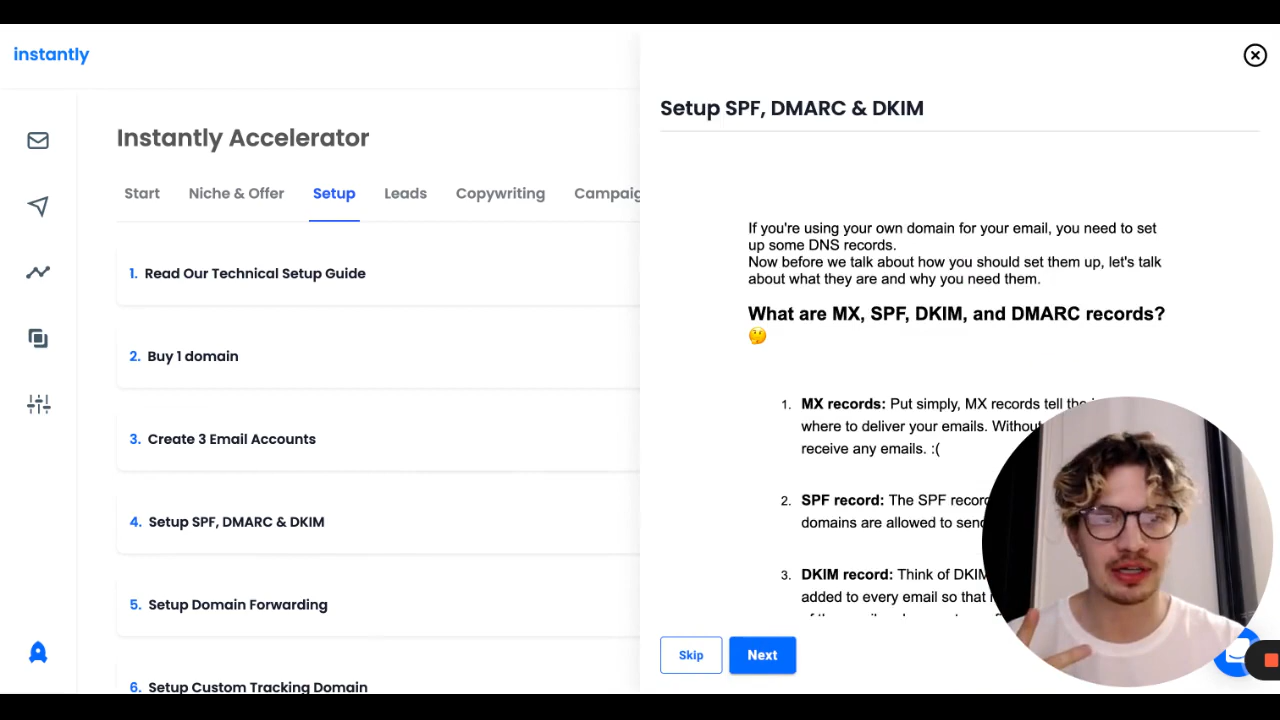 instantly
Instantly Accelerator
Start Niche & Offer Setup Leads Copywriting Campaig
1. Read Our Technical Setup Guide
2. Buy 1 domain
3. Create 3 Email Accounts
4. Setup SPF, DMARC & DKIM
5. Setup Domain Forwarding
6. Setup Custom Tracking Domain
Setup SPF, DMARC & DKIM
If you're using your own domain for your email, you need to set
up some DNS records.
Now before we talk about how you should set them up, let's talk
about what they are and why you need them.
What are MX, SPF, DKIM, and DMARC records?
🤔
1. MX records: Put simply, MX records tell the
where to deliver your emails. Without
receive any emails. :(
2. SPF record: The SPF record
domains are allowed to send
3. DKIM record: Think of DKIM
added to every email so that
Skip Next